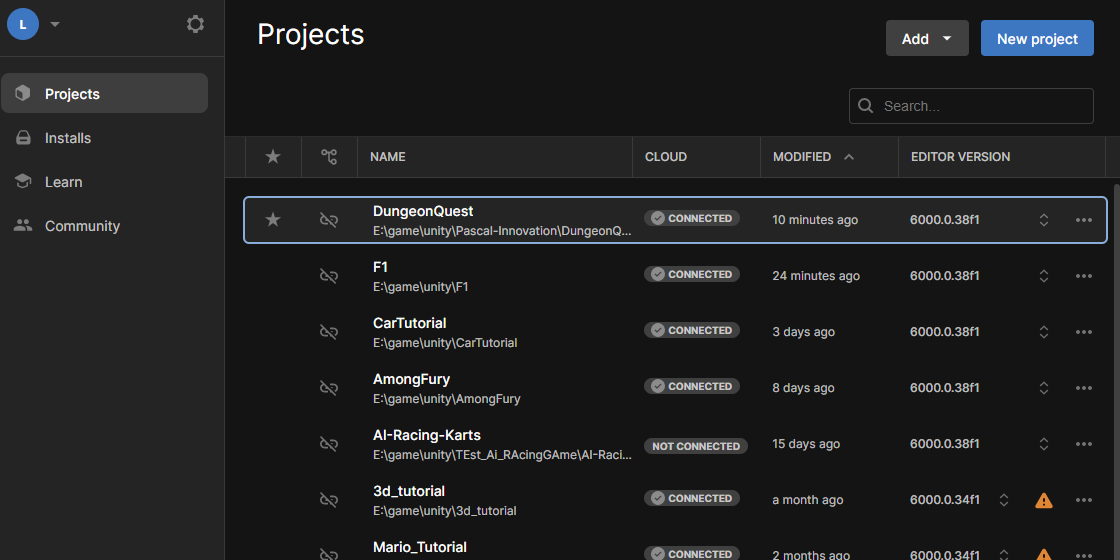 L
Projects
Add
New project
Projects
Search...
Installs
Learn
Community
NAME CLOUD MODIFIED EDITOR VERSION
DungeonQuest
E:\game\unity\Pascal-Innovation\DungeonQ...
CONNECTED
10 minutes ago
6000.0.38f1
F1
E:\game\unity\F1
CONNECTED
24 minutes ago
6000.0.38f1
CarTutorial
E:\game\unity\CarTutorial
CONNECTED
3 days ago
6000.0.38f1
AmongFury
E:\game\unity\AmongFury
CONNECTED
8 days ago
6000.0.38f1
AI-Racing-Karts
E:\game\unity\TEst_Ai_RAcingGAme\AI-Raci...
NOT CONNECTED
15 days ago
6000.0.38f1
3d_tutorial
E:\game\unity\3d_tutorial
CONNECTED
a month ago
6000.0.34f1
Mario_Tutorial
CONNECTED
2 months ago
6000.0.34f1